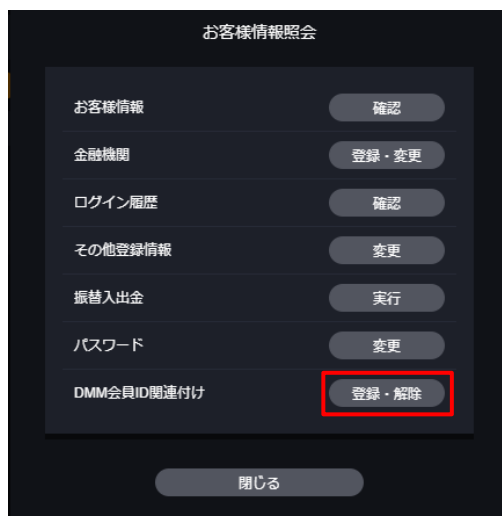 お客様情報照会
お客様情報 確認
金融機関 登録・変更
ログイン履歴 確認
その他登録情報 変更
振替入出金 実行
パスワード 変更
DMM会員ID関連付け 登録・解除
閉じる